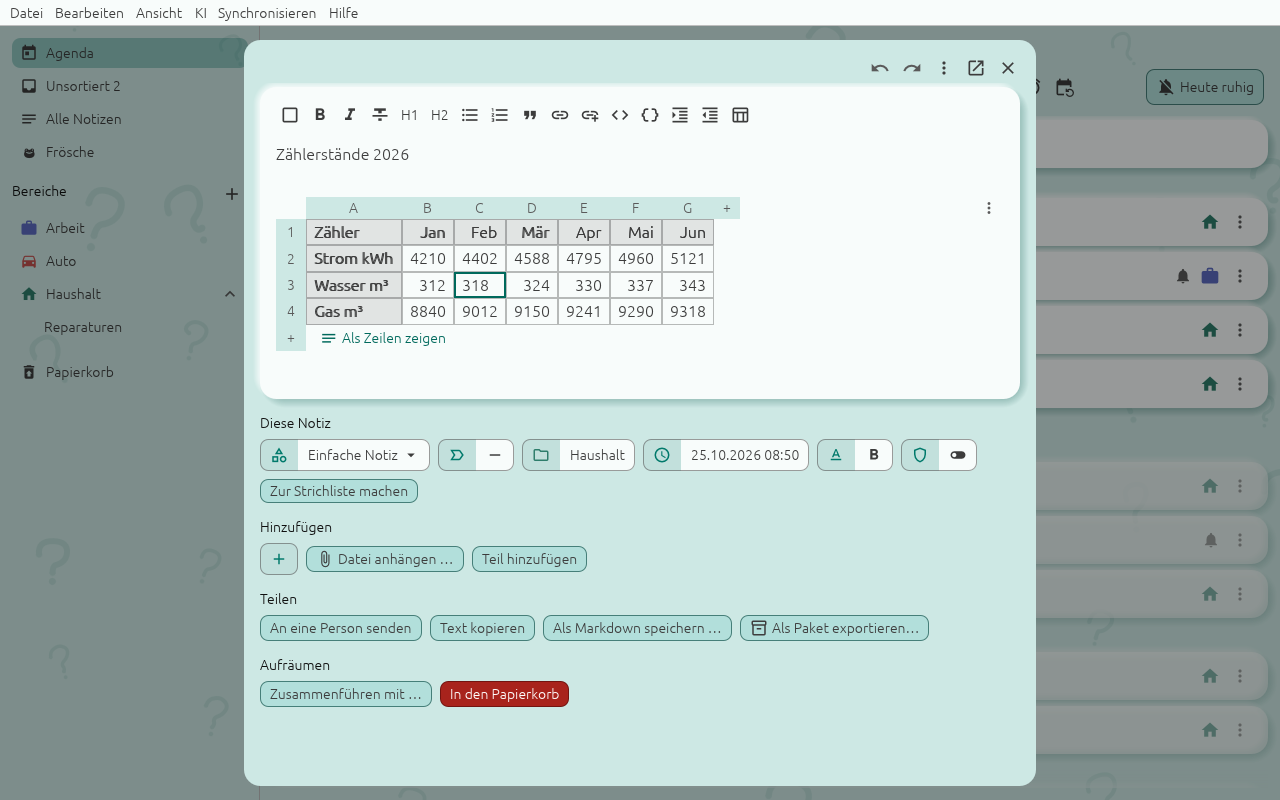 Datei Bearbeiten Ansicht KI Synchronisieren Hilfe
Agenda
Unsortiert 2
Alle Notizen
Frösche
Bereiche
Arbeit
Auto
Haushalt
Reparaturen
Papierkorb
Heute ruhig
B I H1 H2
Zählerstände 2026
A B C D E F G +
1 Zähler Jan Feb Mär Apr Mai Jun
2 Strom kWh 4210 4402 4588 4795 4960 5121
3 Wasser m³ 312 318 324 330 337 343
4 Gas m³ 8840 9012 9150 9241 9290 9318
+ Als Zeilen zeigen
Diese Notiz
Einfache Notiz — Haushalt 25.10.2026 08:50 A B
Zur Strichliste machen
Hinzufügen
+ Datei anhängen … Teil hinzufügen
Teilen
An eine Person senden Text kopieren Als Markdown speichern … Als Paket exportieren…
Aufräumen
Zusammenführen mit … In den Papierkorb